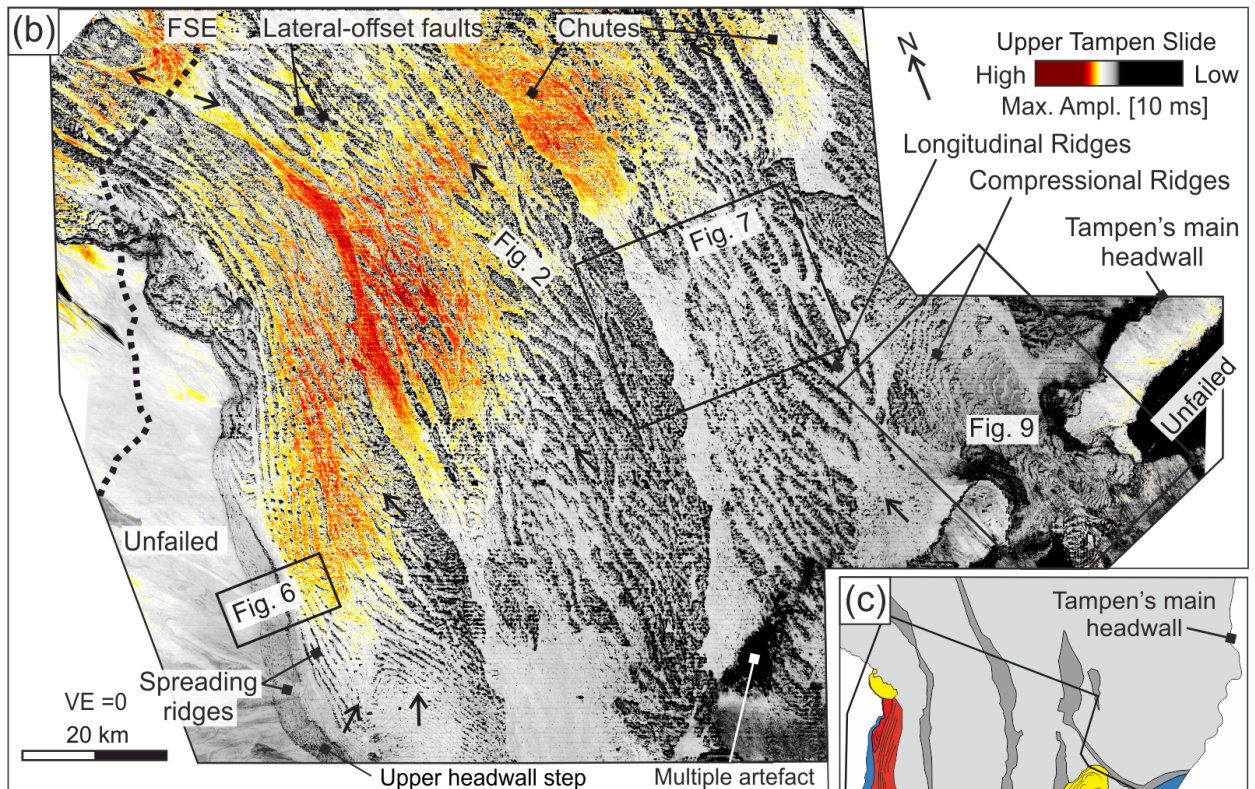 (b)
FSE
Lateral-offset faults
Chutes
N
Upper Tampen Slide
High
Low
Max. Ampl. [10 ms]
Longitudinal Ridges
Compressional Ridges
Tampen's main
headwall
Fig. 7
Fig. 2
Unfailed
Fig. 9
Unfailed
Fig. 6
Spreading
ridges
VE =0
20 km
Upper headwall step
Multiple artefact
(c)
Tampen's main
headwall